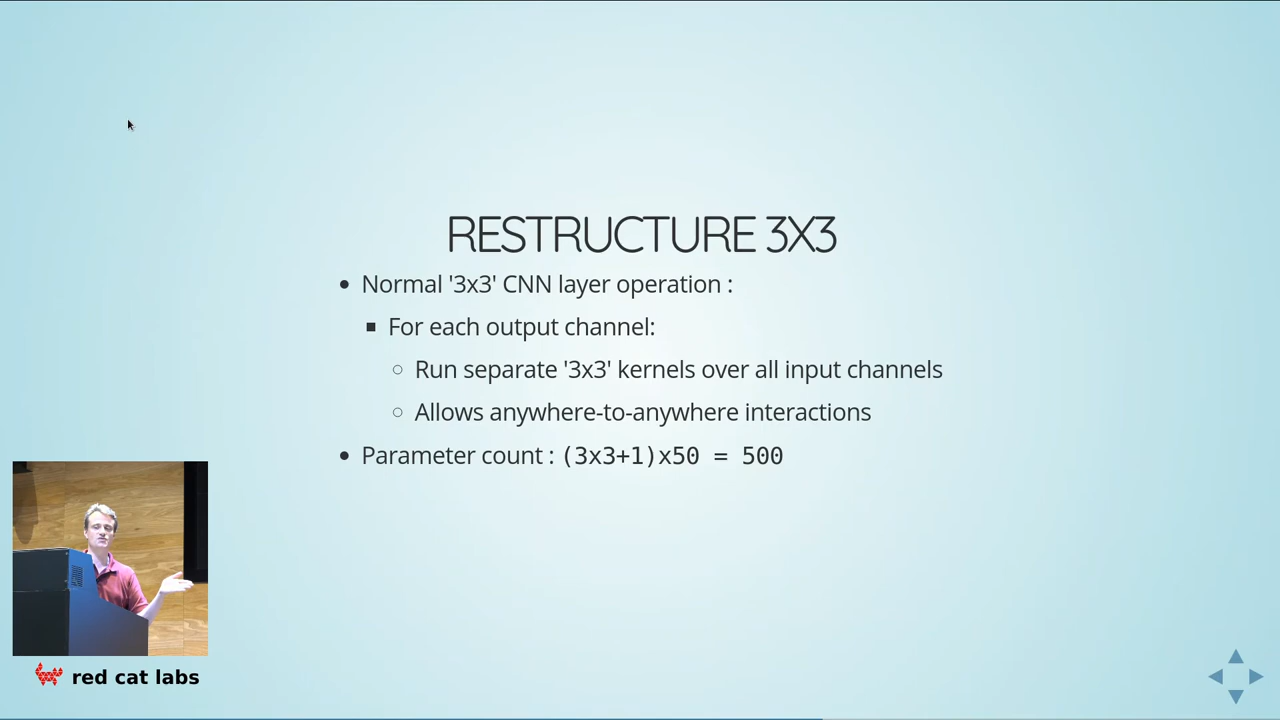 RESTRUCTURE 3X3
Normal '3x3' CNN layer operation :
For each output channel:
Run separate '3x3' kernels over all input channels
Allows anywhere-to-anywhere interactions
Parameter count : (3x3+1)x50 = 500
red cat labs